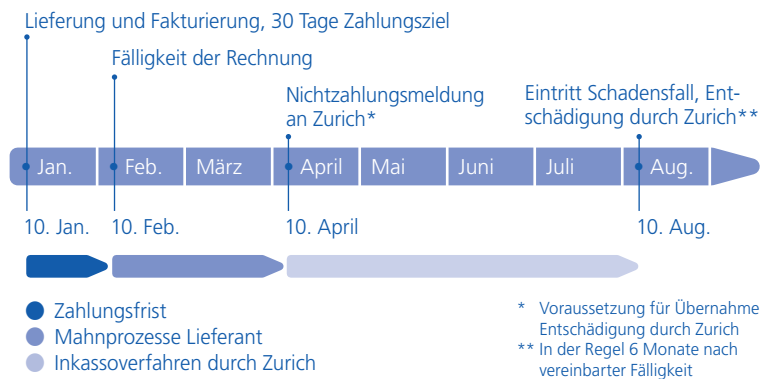 Lieferung und Fakturierung, 30 Tage Zahlungsziel
Fälligkeit der Rechnung
Nichtzahlungsmeldung
an Zurich*
Eintritt Schadensfall, Ent-
schädigung durch Zurich**
Jan. Feb. März April Mai Juni Juli Aug.
10. Jan. 10. Feb. 10. April 10. Aug.
Zahlungsfrist
Mahnprozesse Lieferant
Inkassoverfahren durch Zurich
* Voraussetzung für Übernahme
Entschädigung durch Zurich
** In der Regel 6 Monate nach
vereinbarter Fälligkeit